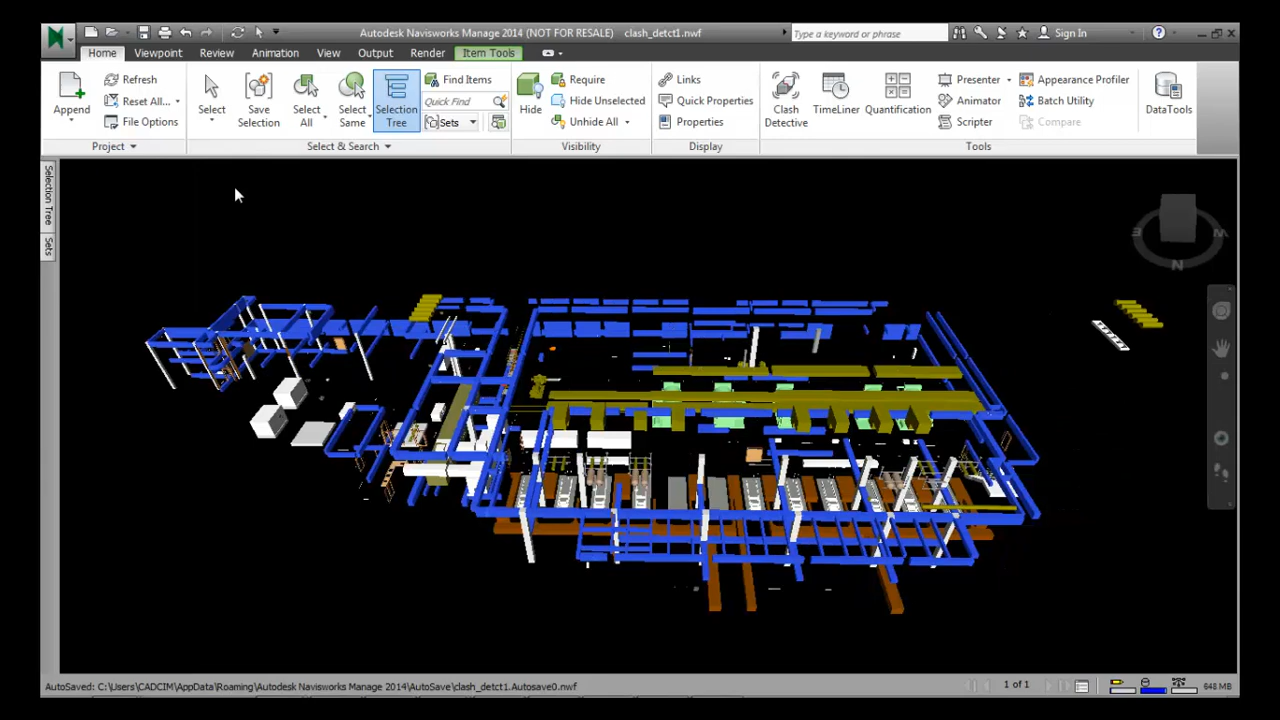 Autodesk Navisworks Manage 2014 (NOT FOR RESALE) clash_detct1.nwf
Type a keyword or phrase
Sign In
Home Viewpoint Review Animation View Output Render Item Tools
Append
Refresh
Reset All...
File Options
Project
Select
Save Selection
Select All
Select Same
Selection Tree
Find Items
Quick Find
Sets
Select & Search
Hide
Require
Hide Unselected
Unhide All
Visibility
Links
Quick Properties
Properties
Display
Clash Detective
TimeLiner
Quantification
Presenter
Animator
Scripter
Appearance Profiler
Batch Utility
Compare
DataTools
Tools
Selection Tree
Sets
E
W
N
AutoSaved: C:\Users\CADCIM\AppData\Roaming\Autodesk Navisworks Manage 2014\AutoSave\clash_detct1.Autosave0.nwf
1 of 1
648 MB